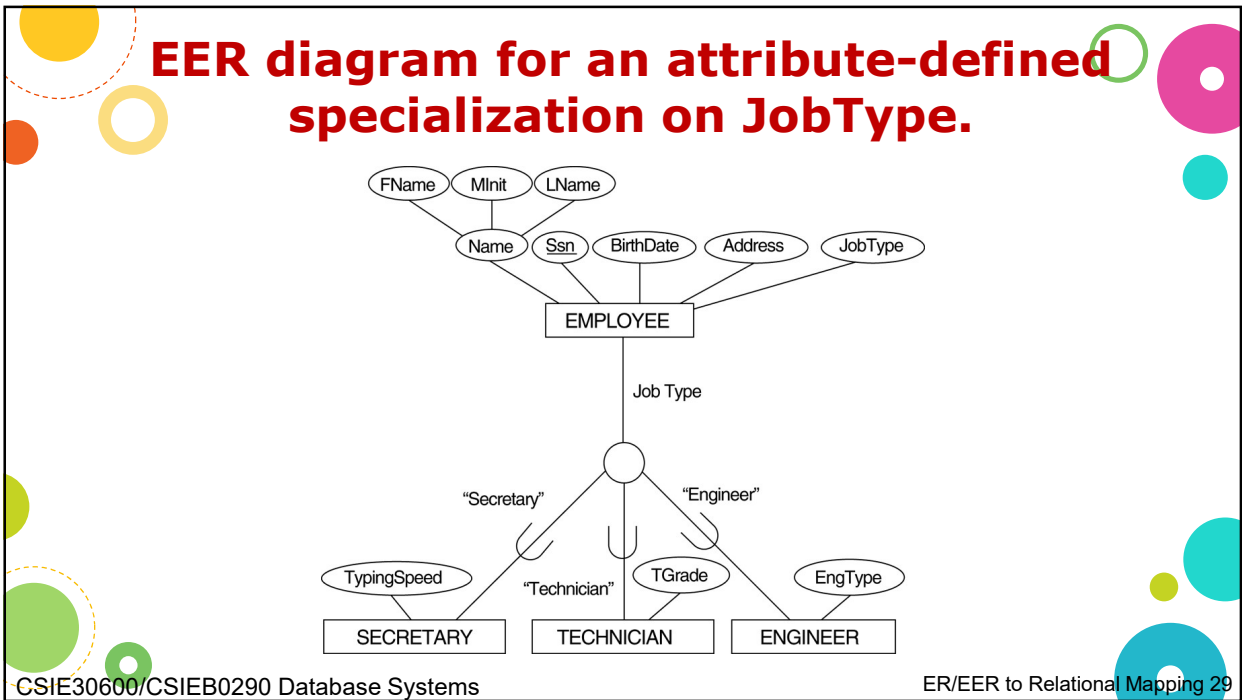 EER diagram for an attribute-defined
specialization on JobType.
FName MInit LName
Name Ssn BirthDate Address JobType
EMPLOYEE
Job Type
“Secretary” “Engineer”
“Technician”
TypingSpeed TGrade EngType
SECRETARY TECHNICIAN ENGINEER
CSIE30600/CSIEB0290 Database Systems
ER/EER to Relational Mapping 29